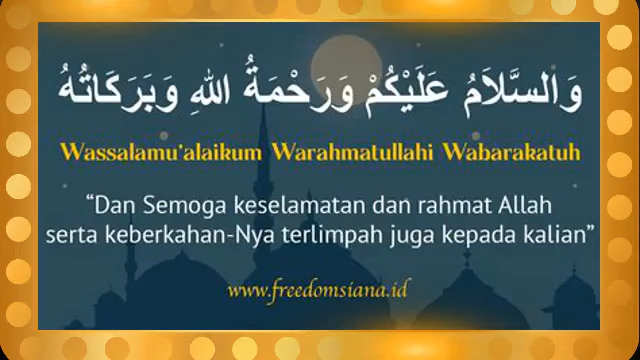 وَالسَّلاَمُ عَلَيْكُمْ وَرَحْمَةُ اللهِ وَبَرَكَاتُهُ
Wassalamu'alaikum Warahmatullahi Wabarakatuh
“Dan Semoga keselamatan dan rahmat Allah
serta keberkahan-Nya terlimpah juga kepada kalian”
www.freedomsiana.id